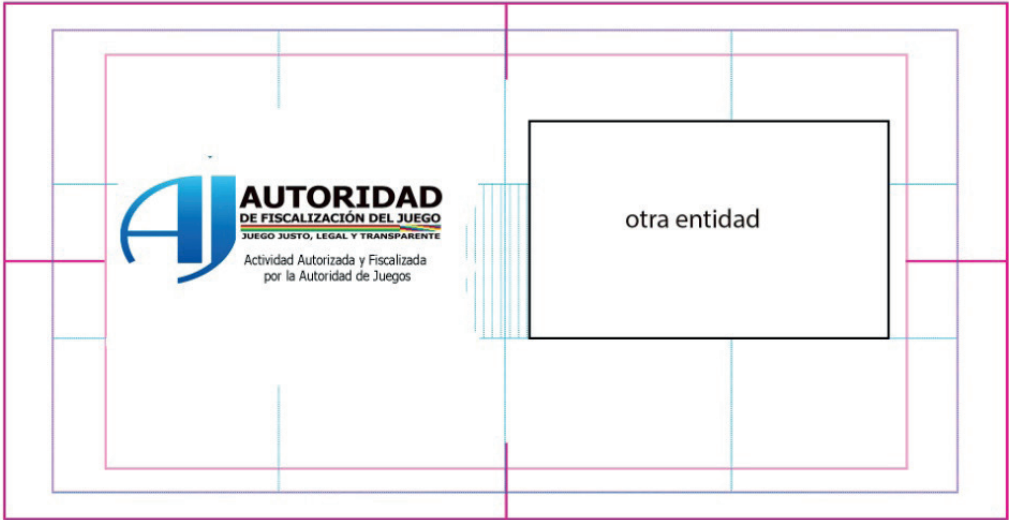 AJ
AUTORIDAD
DE FISCALIZACIÓN DEL JUEGO
JUEGO JUSTO, LEGAL Y TRANSPARENTE
Actividad Autorizada y Fiscalizada
por la Autoridad de Juegos
otra entidad